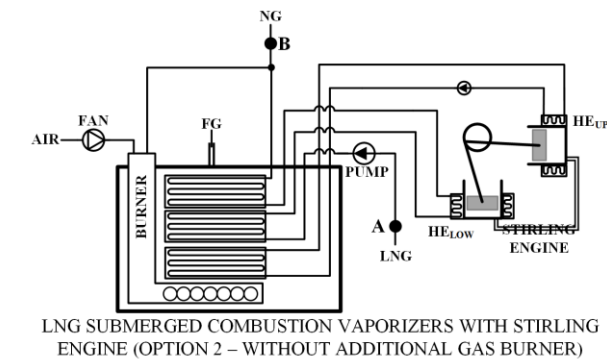 NG
B
FAN
AIR
FG
PUMP
HE_UP
BURNER
A
LNG
HE_LOW
STIRLING
ENGINE
LNG SUBMERGED COMBUSTION VAPORIZERS WITH STIRLING
ENGINE (OPTION 2 – WITHOUT ADDITIONAL GAS BURNER)